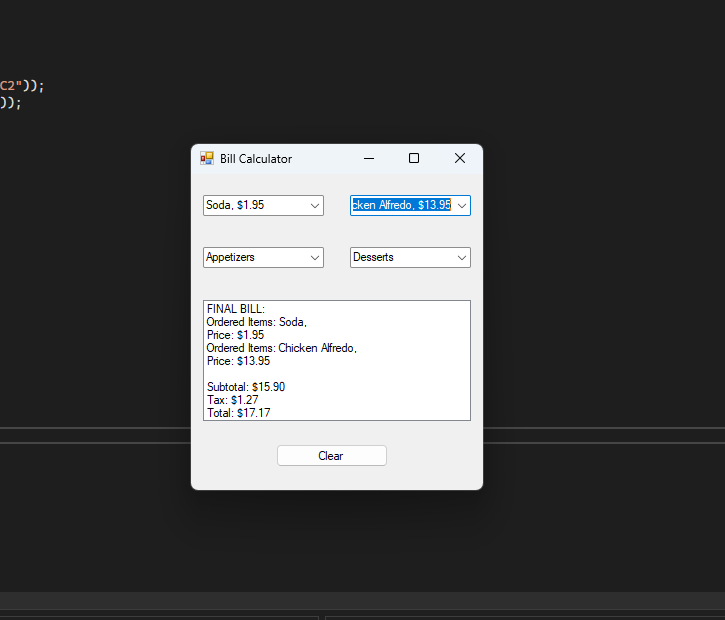 C2"));
));
Bill Calculator
Soda, $1.95
cken Alfredo, $13.95
Appetizers
Desserts
FINAL BILL:
Ordered Items: Soda,
Price: $1.95
Ordered Items: Chicken Alfredo,
Price: $13.95
Subtotal: $15.90
Tax: $1.27
Total: $17.17
Clear